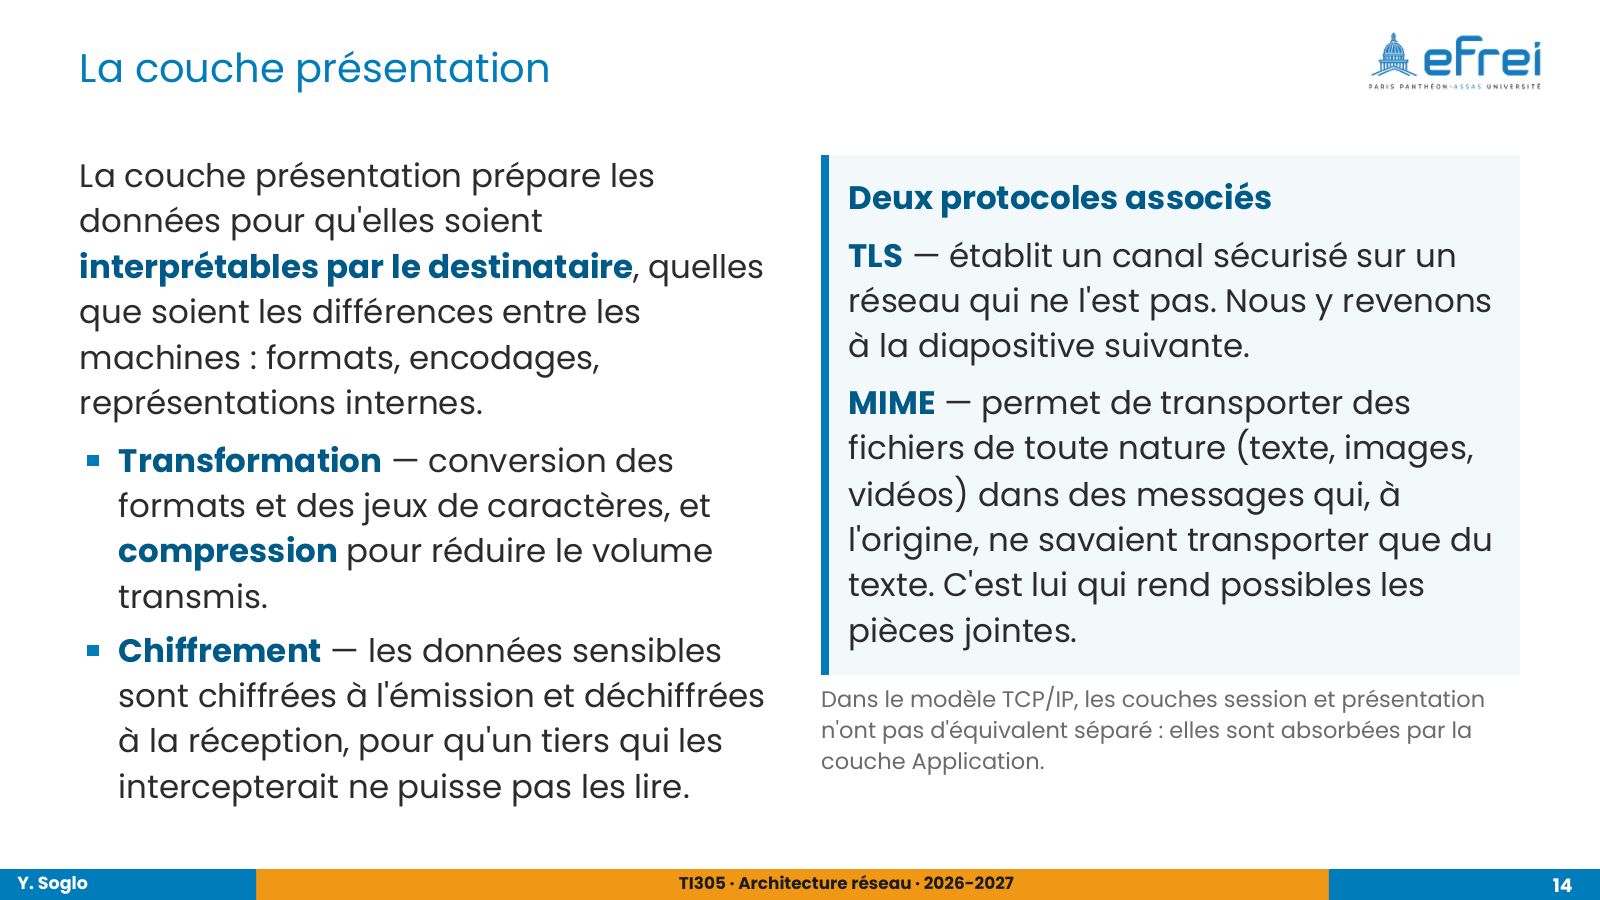 La couche présentation
efrei
PARIS PANTHÉON-ASSAS UNIVERSITÉ
La couche présentation prépare les
données pour qu'elles soient
interprétables par le destinataire, quelles
que soient les différences entre les
machines : formats, encodages,
représentations internes.
Transformation — conversion des
formats et des jeux de caractères, et
compression pour réduire le volume
transmis.
Chiffrement — les données sensibles
sont chiffrées à l'émission et déchiffrées
à la réception, pour qu'un tiers qui les
intercepterait ne puisse pas les lire.
Deux protocoles associés
TLS — établit un canal sécurisé sur un
réseau qui ne l'est pas. Nous y revenons
à la diapositive suivante.
MIME — permet de transporter des
fichiers de toute nature (texte, images,
vidéos) dans des messages qui, à
l'origine, ne savaient transporter que du
texte. C'est lui qui rend possibles les
pièces jointes.
Dans le modèle TCP/IP, les couches session et présentation
n'ont pas d'équivalent séparé : elles sont absorbées par la
couche Application.
Y. Soglo
TI305 · Architecture réseau · 2026-2027
14